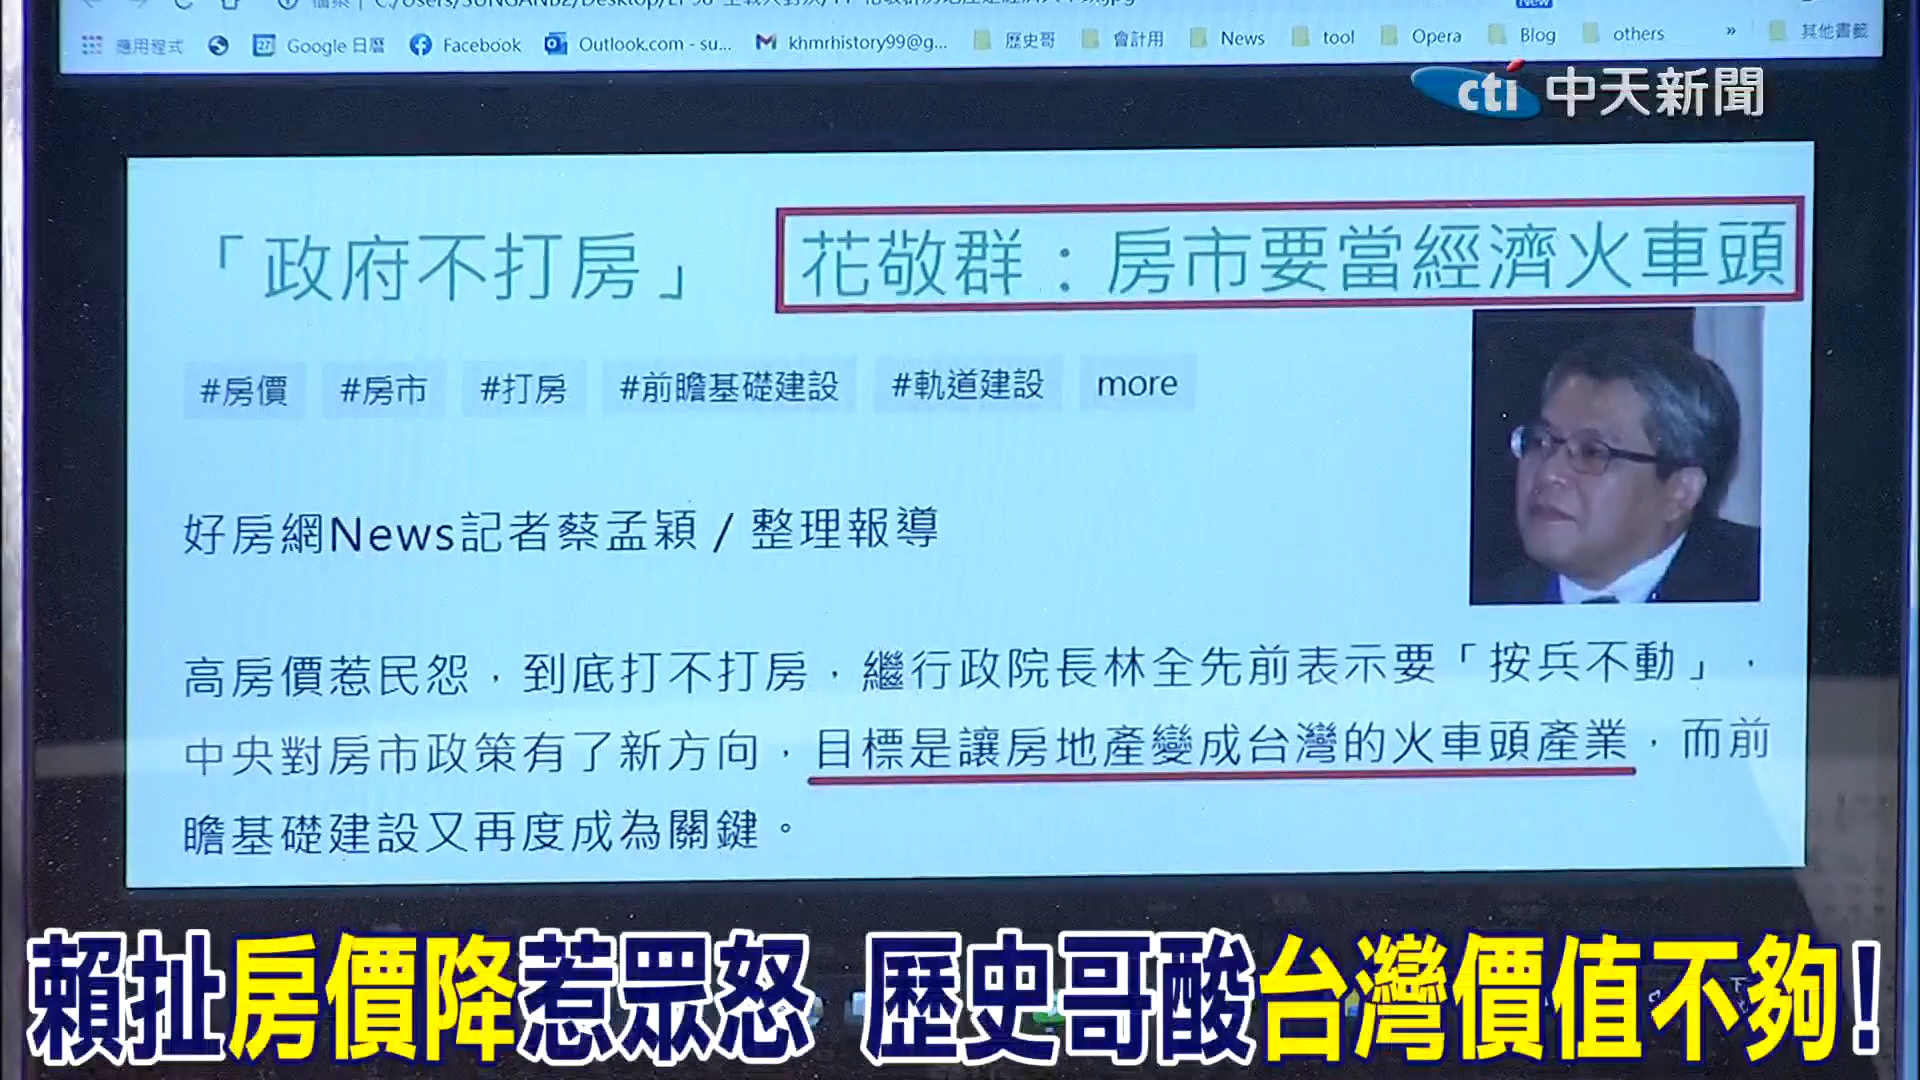 應用程式 Google 日曆 Facebook Outlook.com - su... khmrhistory99@g... 歷史哥 會計用 News tool Opera Blog others » 其他書籤
cti 中天新聞
「政府不打房」 花敬群：房市要當經濟火車頭
#房價 #房市 #打房 #前瞻基礎建設 #軌道建設 more
好房網News記者蔡孟穎／整理報導
高房價惹民怨，到底打不打房，繼行政院長林全先前表示要「按兵不動」，
中央對房市政策有了新方向，目標是讓房地產變成台灣的火車頭產業，而前
瞻基礎建設又再度成為關鍵。
賴扯房價降惹眾怒 歷史哥酸台灣價值不夠！